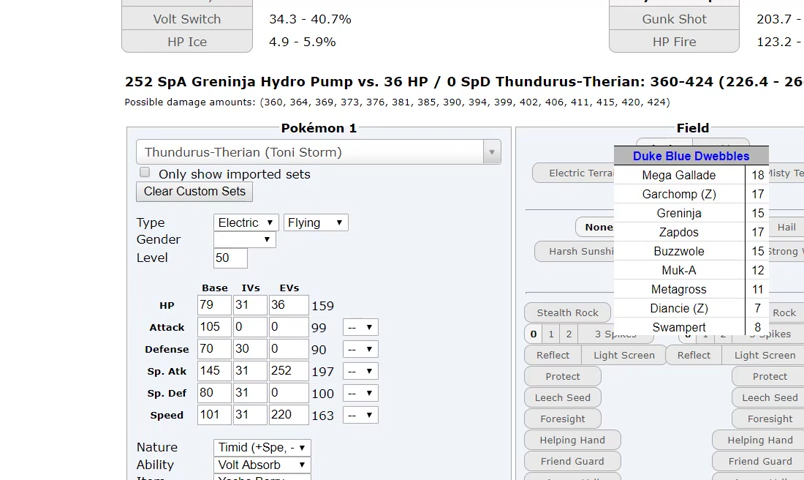 Volt Switch 34.3 - 40.7% Gunk Shot 203.7 -
HP Ice 4.9 - 5.9% HP Fire 123.2 -
252 SpA Greninja Hydro Pump vs. 36 HP / 0 SpD Thundurus-Therian: 360-424 (226.4 - 26
Possible damage amounts: (360, 364, 369, 373, 376, 381, 385, 390, 394, 399, 402, 406, 411, 415, 420, 424)
Pokémon 1
Thundurus-Therian (Toni Storm)
Only show imported sets
Clear Custom Sets
Type Electric Flying
Gender
Level 50
Base IVs EVs
HP 79 31 36 159
Attack 105 0 0 99 --
Defense 70 30 0 90 --
Sp. Atk 145 31 252 197 --
Sp. Def 80 31 0 100 --
Speed 101 31 220 163 --
Nature Timid (+Spe, -
Ability Volt Absorb
Field
Duke Blue Dwebbles
Mega Gallade 18
Garchomp (Z) 17
Greninja 15
Zapdos 17
Buzzwole 15
Muk-A 12
Metagross 11
Diancie (Z) 7
Swampert 8
Electric Terrai
Misty Te
None
Hail
Harsh Sunshi
Strong W
Stealth Rock Rock
0 1 2 3 Spikes
Reflect Light Screen Reflect Light Screen
Protect Protect
Leech Seed Leech Seed
Foresight Foresight
Helping Hand Helping Hand
Friend Guard Friend Guard